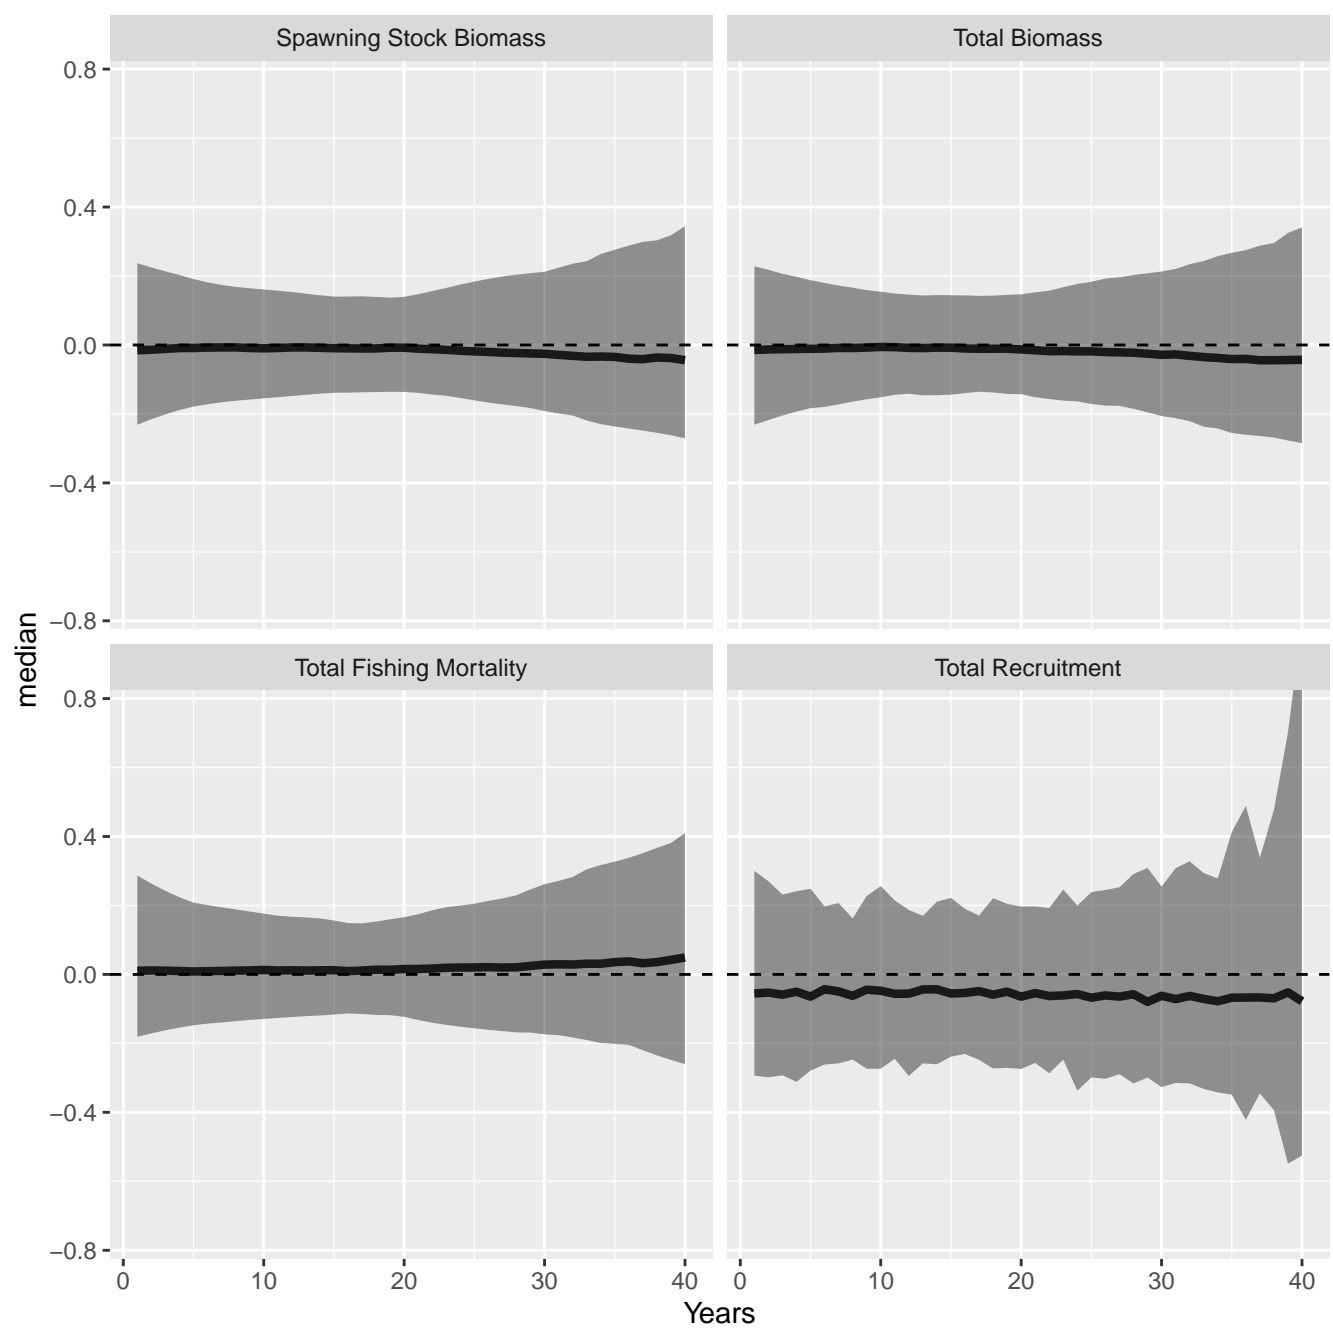 Spawning Stock Biomass
Total Biomass
0.8
0.4
0.0
−0.4
−0.8
median
Total Fishing Mortality
Total Recruitment
0.8
0.4
0.0
−0.4
−0.8
0 10 20 30 40
0 10 20 30 40
Years